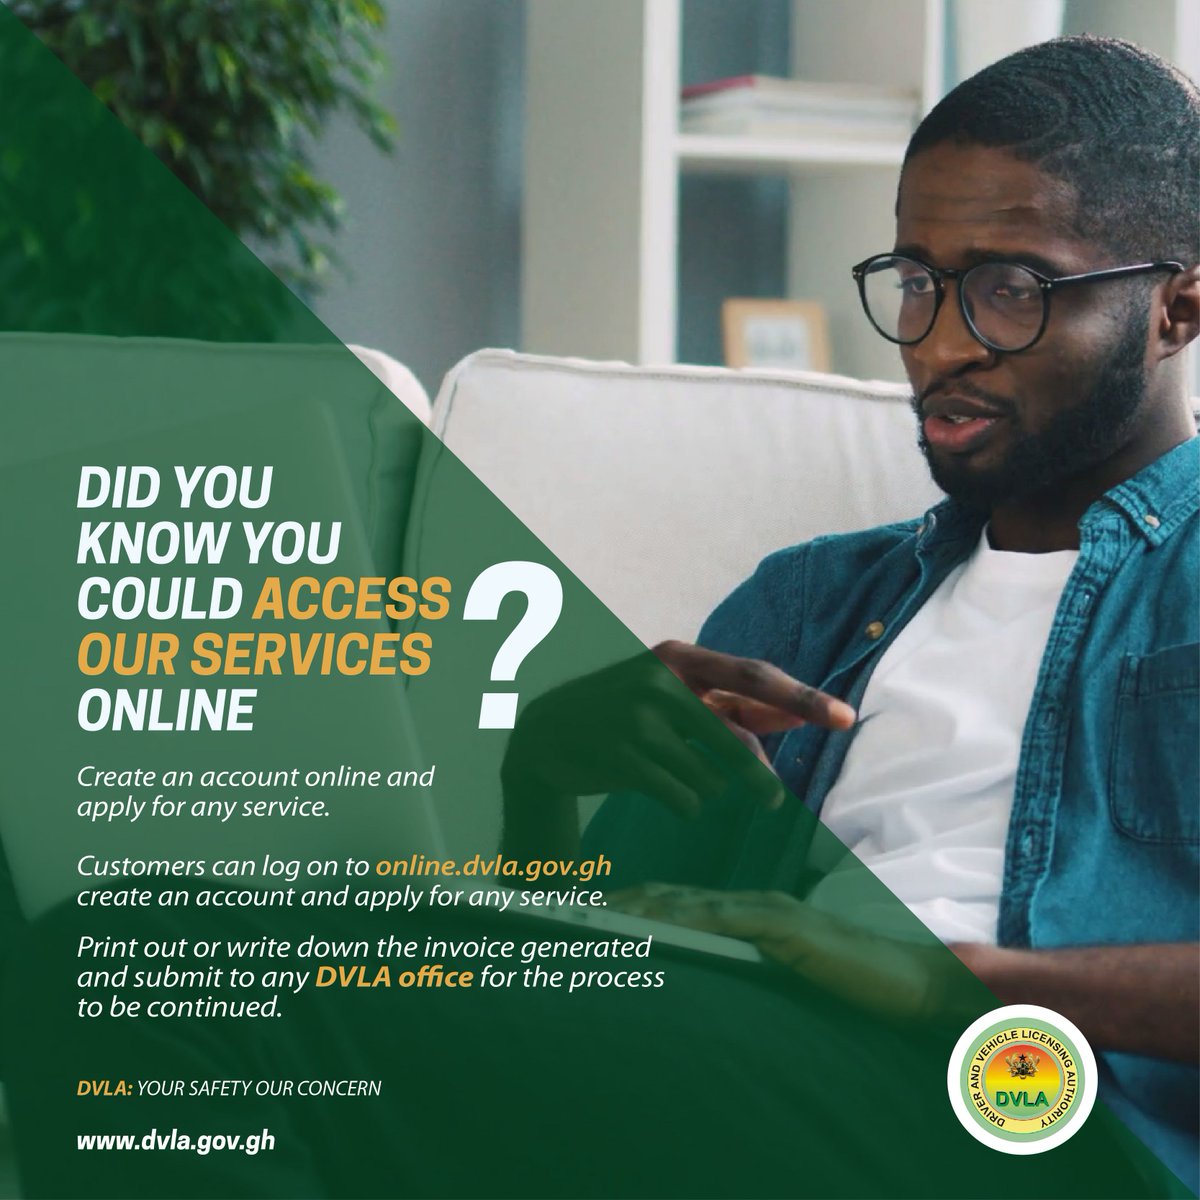 DID YOU
KNOW YOU
COULD ACCESS
OUR SERVICES
ONLINE ?
Create an account online and
apply for any service.
Customers can log on to online.dvla.gov.gh
create an account and apply for any service.
Print out or write down the invoice generated
and submit to any DVLA office for the process
to be continued.
DVLA: YOUR SAFETY OUR CONCERN
www.dvla.gov.gh
DRIVER AND VEHICLE LICENSING AUTHORITY
DVLA